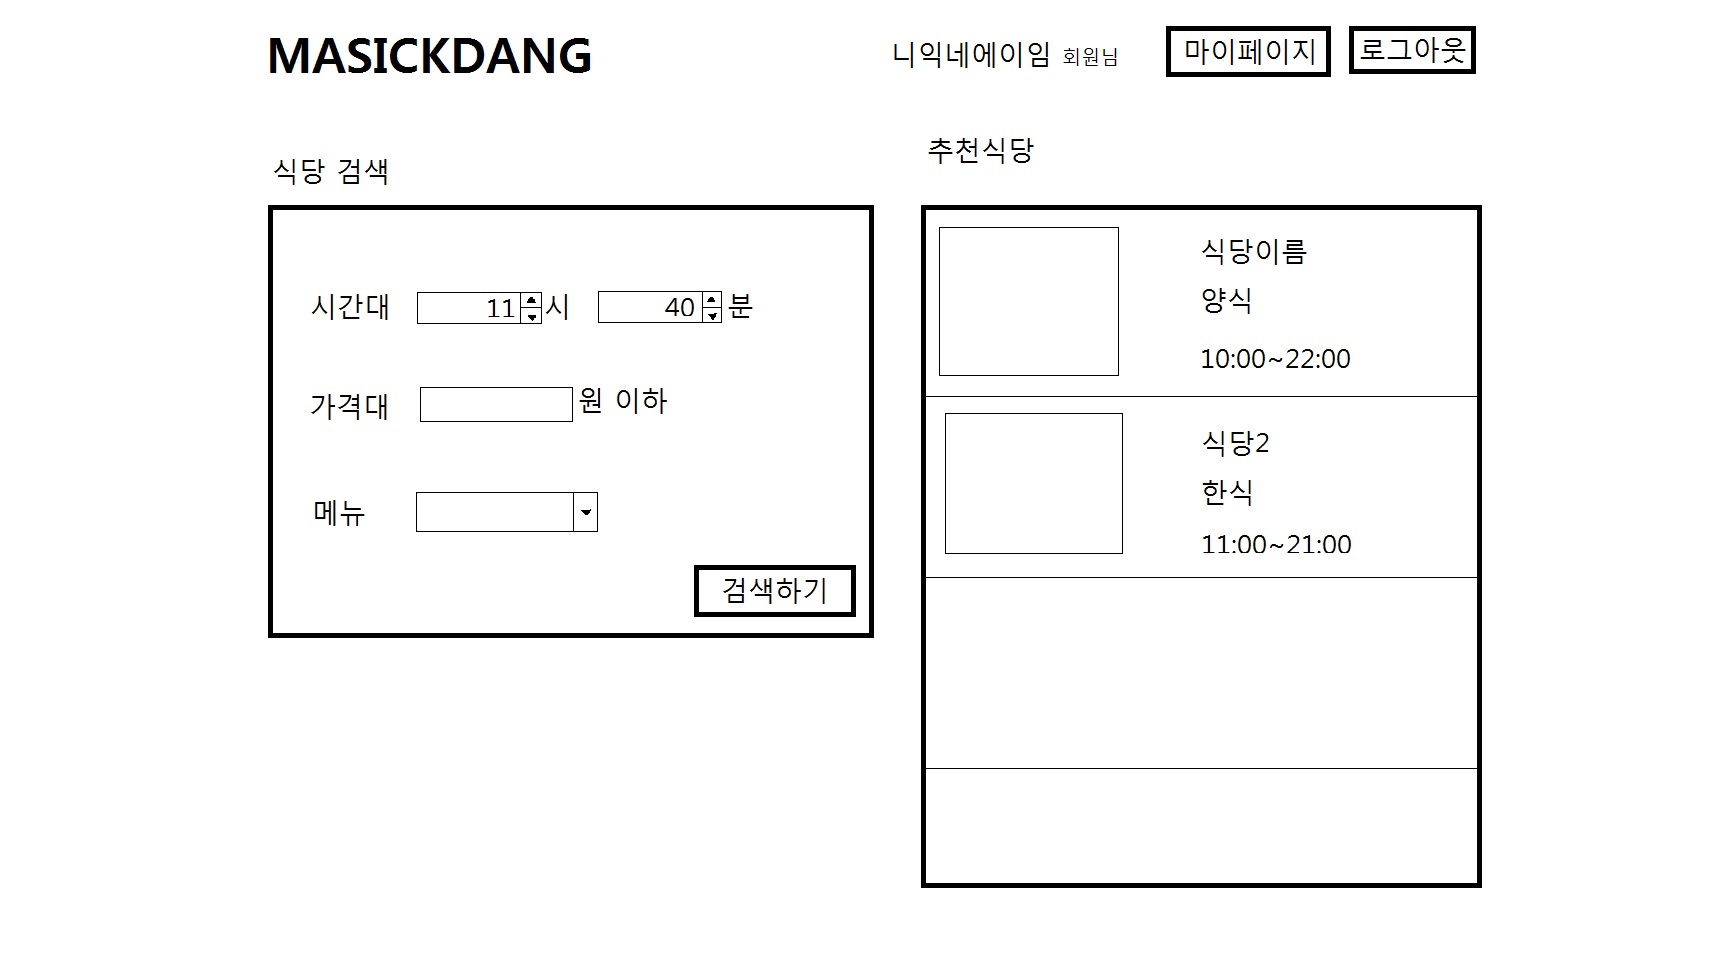 MASICKDANG
니익네에이임 회원님
마이페이지
로그아웃
식당 검색
시간대 11 시 40 분
가격대 원 이하
메뉴
검색하기
추천식당
식당이름
양식
10:00~22:00
식당2
한식
11:00~21:00